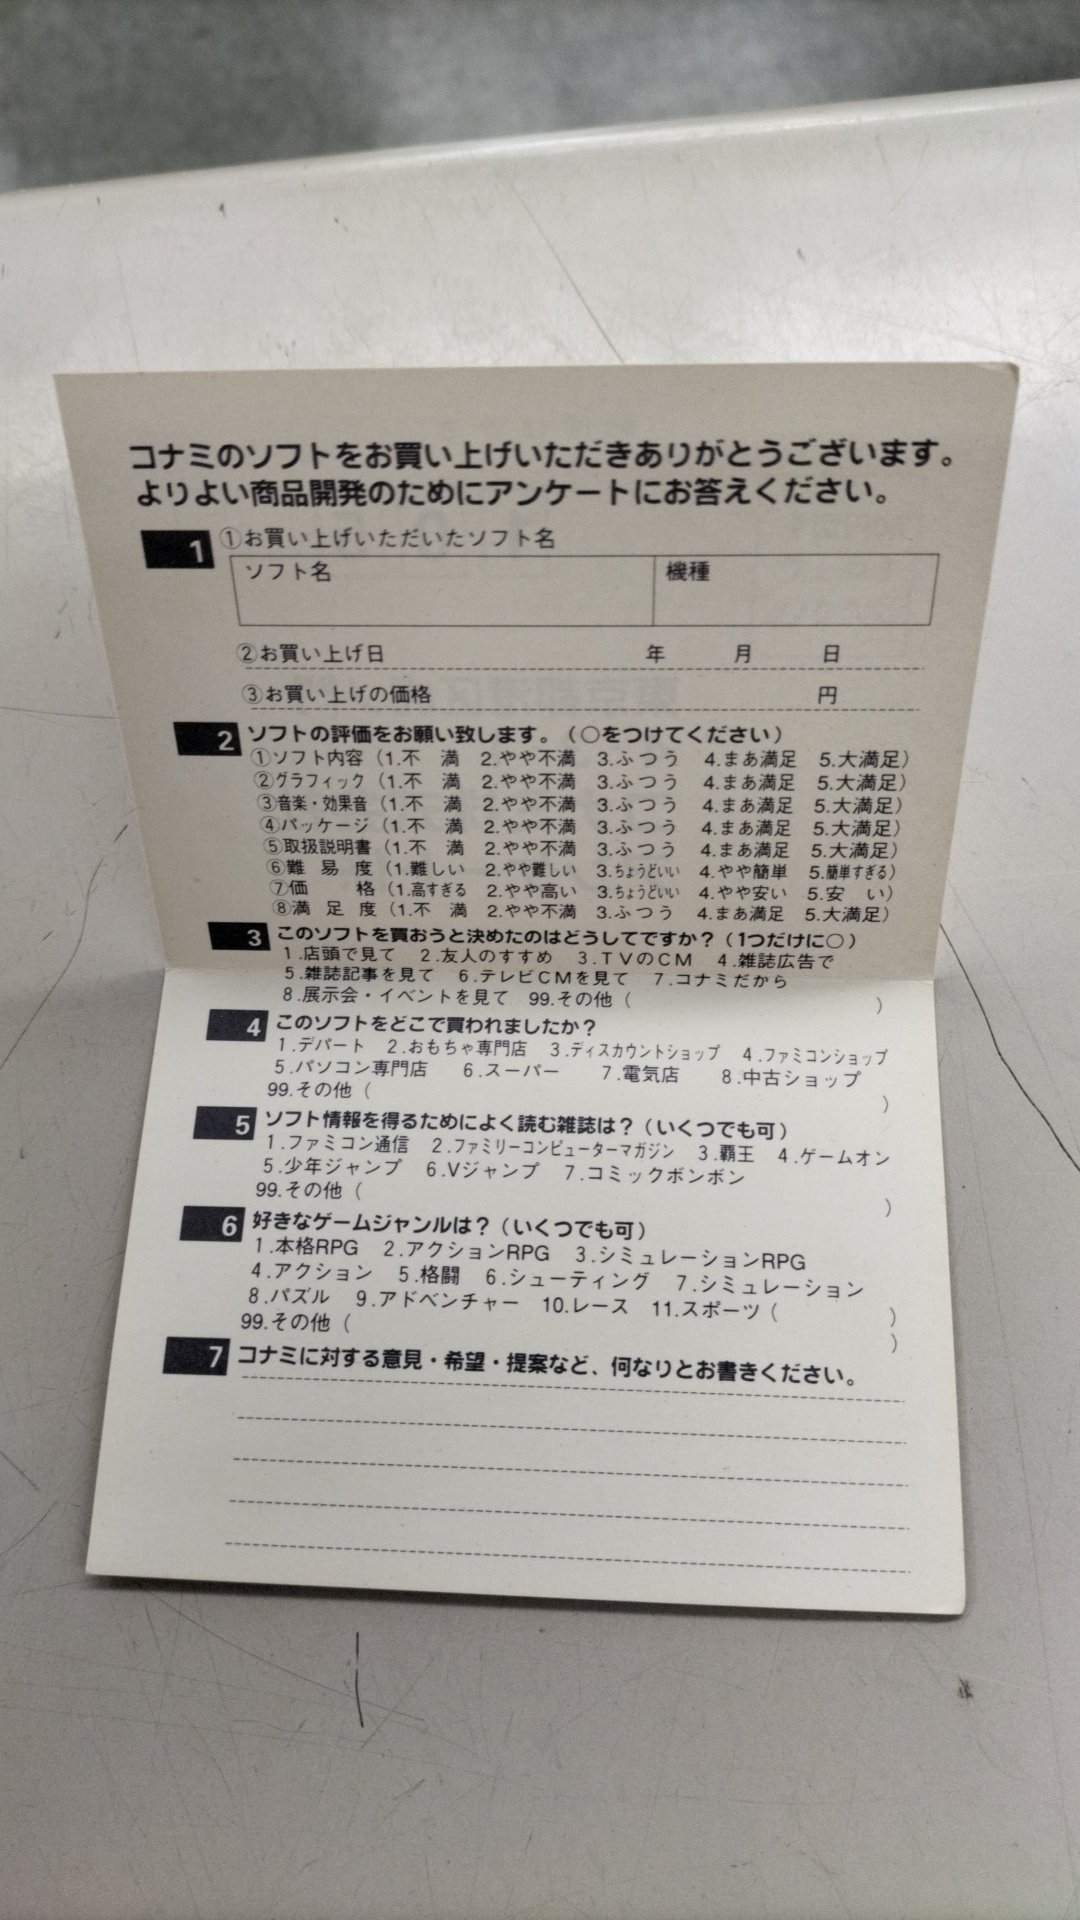 コナミのソフトをお買い上げいただきありがとうございます。
よりよい商品開発のためにアンケートにお答えください。
1 ①お買い上げいただいたソフト名
ソフト名 機種
②お買い上げ日 年 月 日
③お買い上げの価格 円
2 ソフトの評価をお願い致します。（○をつけてください）
①ソフト内容（1.不　満 2.やや不満 3.ふつう 4.まあ満足 5.大満足）
②グラフィック（1.不　満 2.やや不満 3.ふつう 4.まあ満足 5.大満足）
③音楽・効果音（1.不　満 2.やや不満 3.ふつう 4.まあ満足 5.大満足）
④パッケージ（1.不　満 2.やや不満 3.ふつう 4.まあ満足 5.大満足）
⑤取扱説明書（1.不　満 2.やや不満 3.ふつう 4.まあ満足 5.大満足）
⑥難易度（1.難しい 2.やや難しい 3.ちょうどいい 4.やや簡単 5.簡単すぎる）
⑦価　格（1.高すぎる 2.やや高い 3.ちょうどいい 4.やや安い 5.安　い）
⑧満足度（1.不　満 2.やや不満 3.ふつう 4.まあ満足 5.大満足）
3 このソフトを買おうと決めたのはどうしてですか？（1つだけに○）
1.店頭で見て 2.友人のすすめ 3.TVのCM 4.雑誌広告で
5.雑誌記事を見て 6.テレビCMを見て 7.コナミだから
8.展示会・イベントを見て 99.その他（ ）
4 このソフトをどこで買われましたか？
1.デパート 2.おもちゃ専門店 3.ディスカウントショップ 4.ファミコンショップ
5.パソコン専門店 6.スーパー 7.電気店 8.中古ショップ
99.その他（ ）
5 ソフト情報を得るためによく読む雑誌は？（いくつでも可）
1.ファミコン通信 2.ファミリーコンピューターマガジン 3.覇王 4.ゲームオン
5.少年ジャンプ 6.Vジャンプ 7.コミックボンボン
99.その他（ ）
6 好きなゲームジャンルは？（いくつでも可）
1.本格RPG 2.アクションRPG 3.シミュレーションRPG
4.アクション 5.格闘 6.シューティング 7.シミュレーション
8.パズル 9.アドベンチャー 10.レース 11.スポーツ（ ）
99.その他（ ）
7 コナミに対する意見・希望・提案など、何なりとお書きください。